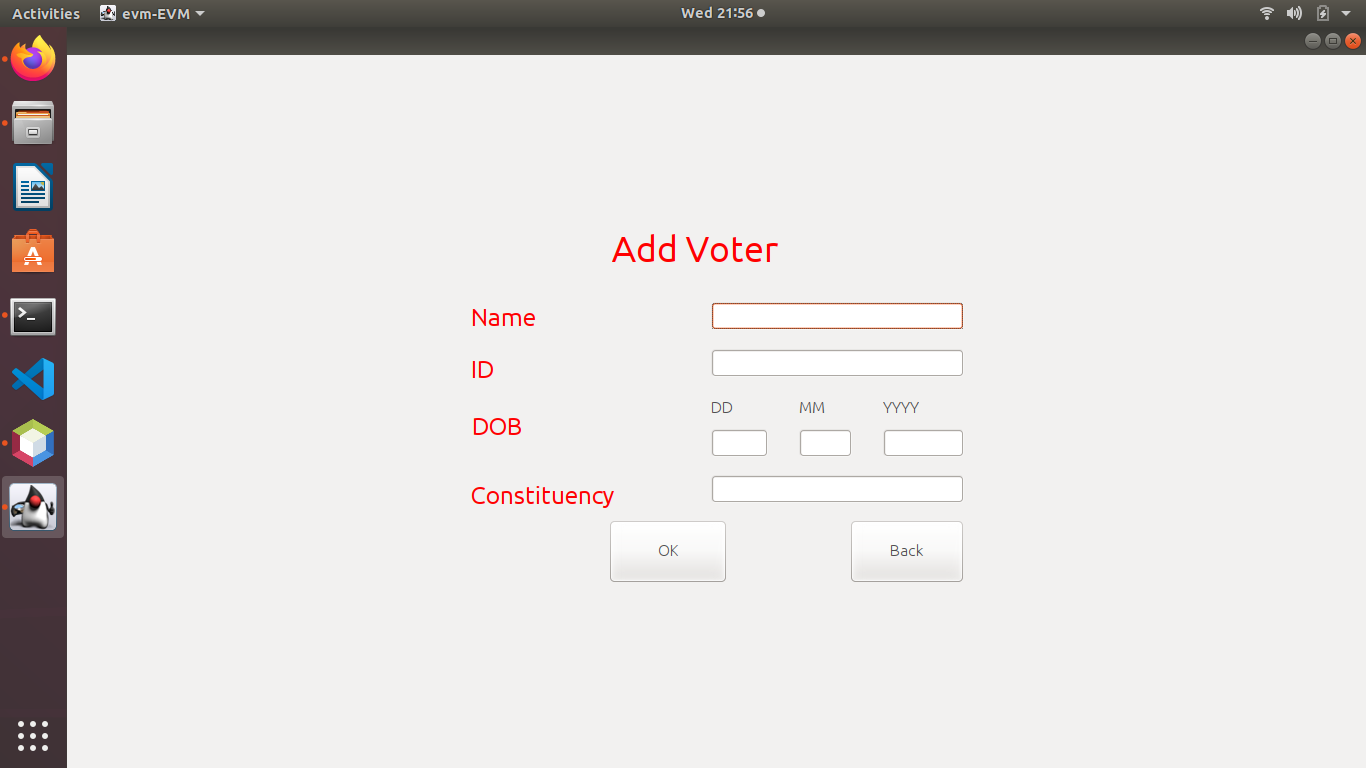 Activities evm-EVM Wed 21:56
Add Voter
Name
ID
DD MM YYYY
DOB
Constituency
OK Back